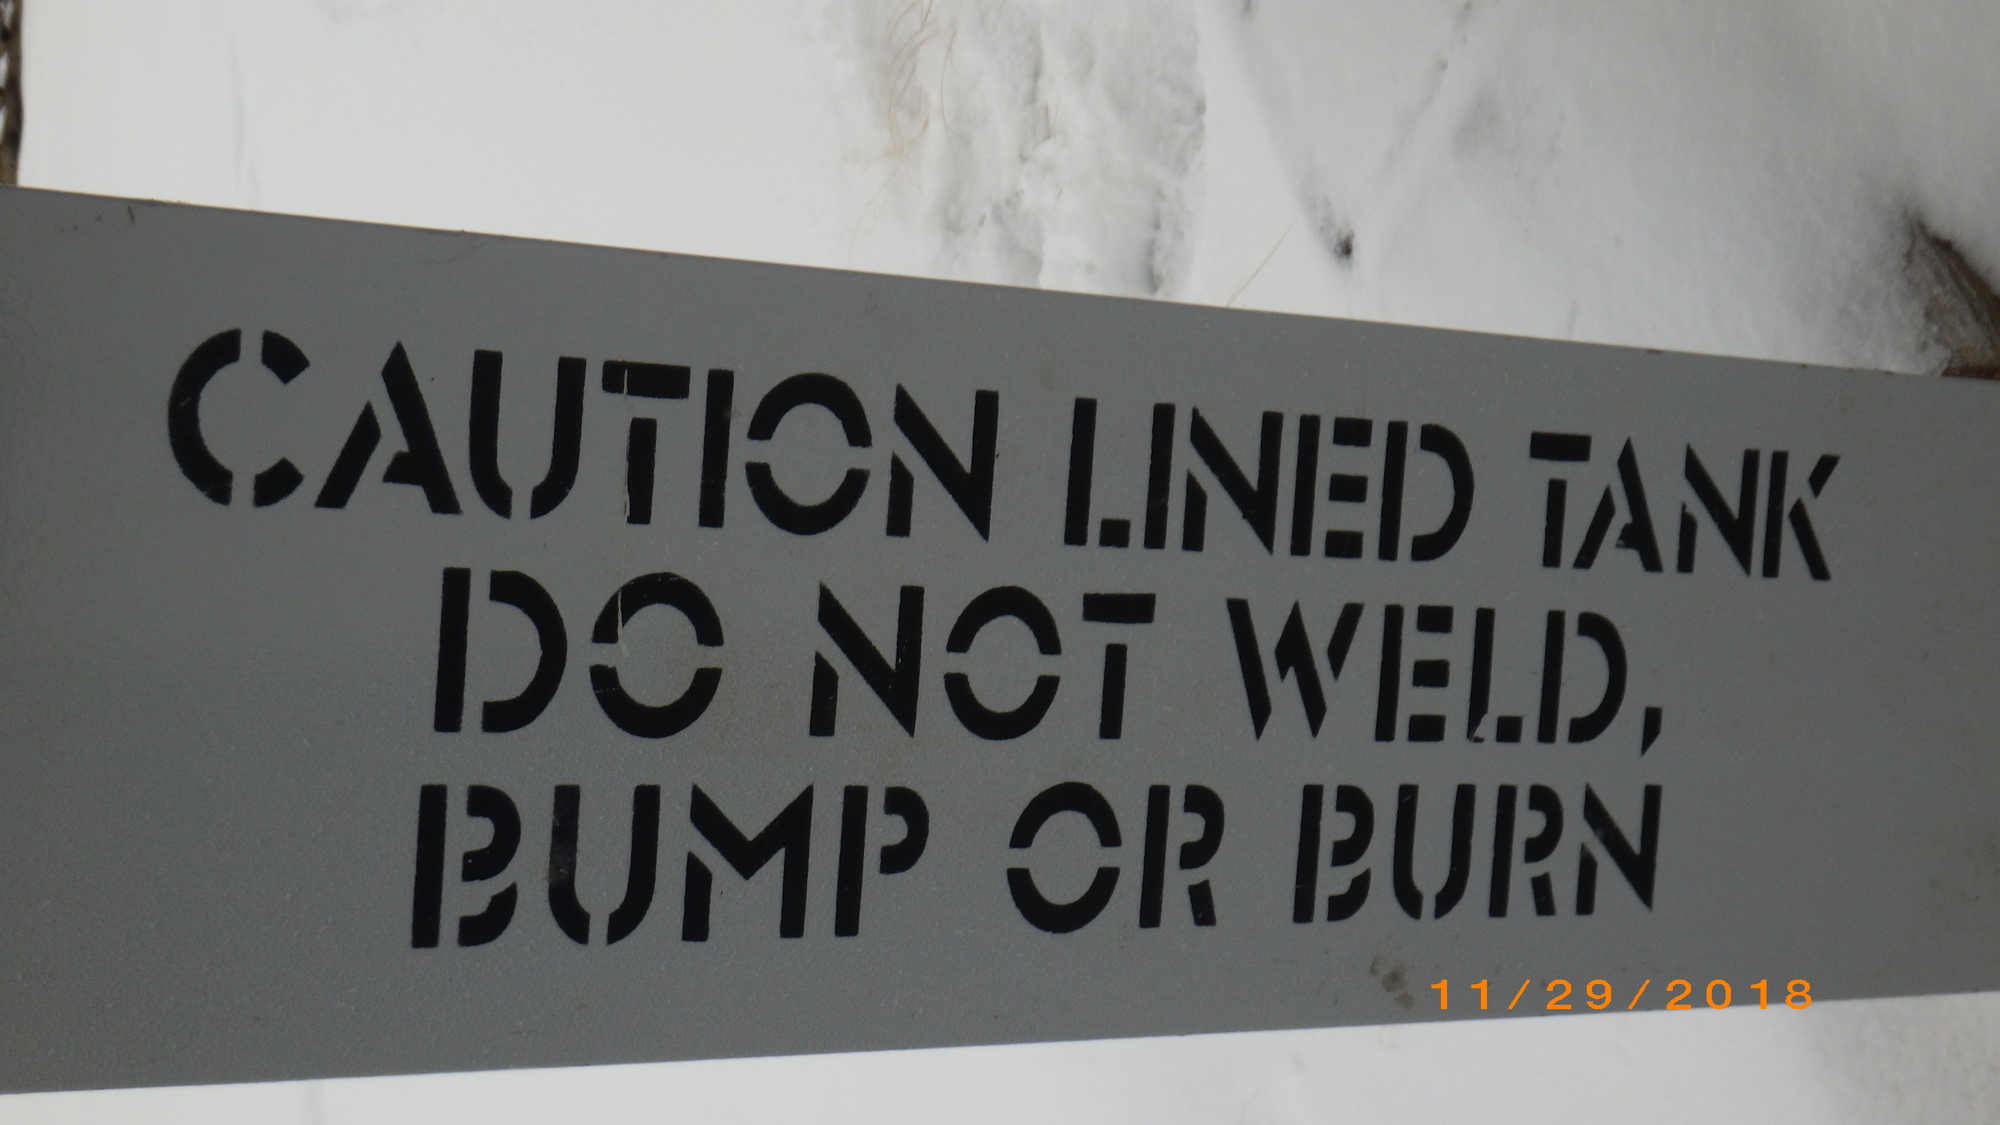 CAUTION LINED TANK
DO NOT WELD,
BUMP OR BURN
11/29/2018